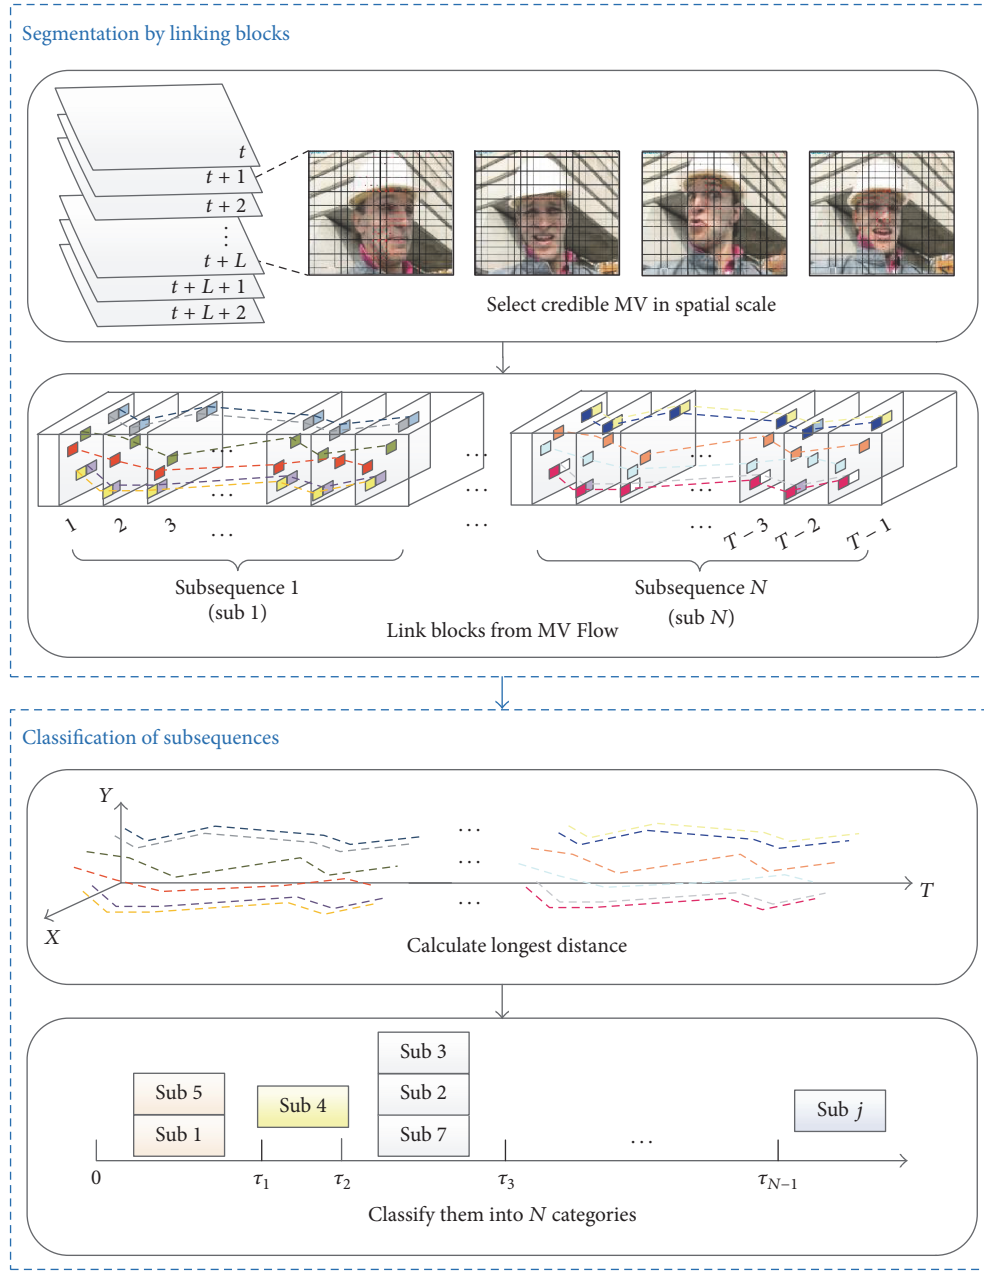 Segmentation by linking blocks
t
t + 1
t + 2
⋮
t + L
t + L + 1
t + L + 2
Select credible MV in spatial scale
1 2 3 ... ... ... T − 3 T − 2 T − 1
Subsequence 1
(sub 1)
Subsequence N
(sub N)
Link blocks from MV Flow
Classification of subsequences
Y
X
T
Calculate longest distance
Sub 5
Sub 1
Sub 4
Sub 3
Sub 2
Sub 7
...
Sub j
0 τ1 τ2 τ3 τN−1
Classify them into N categories